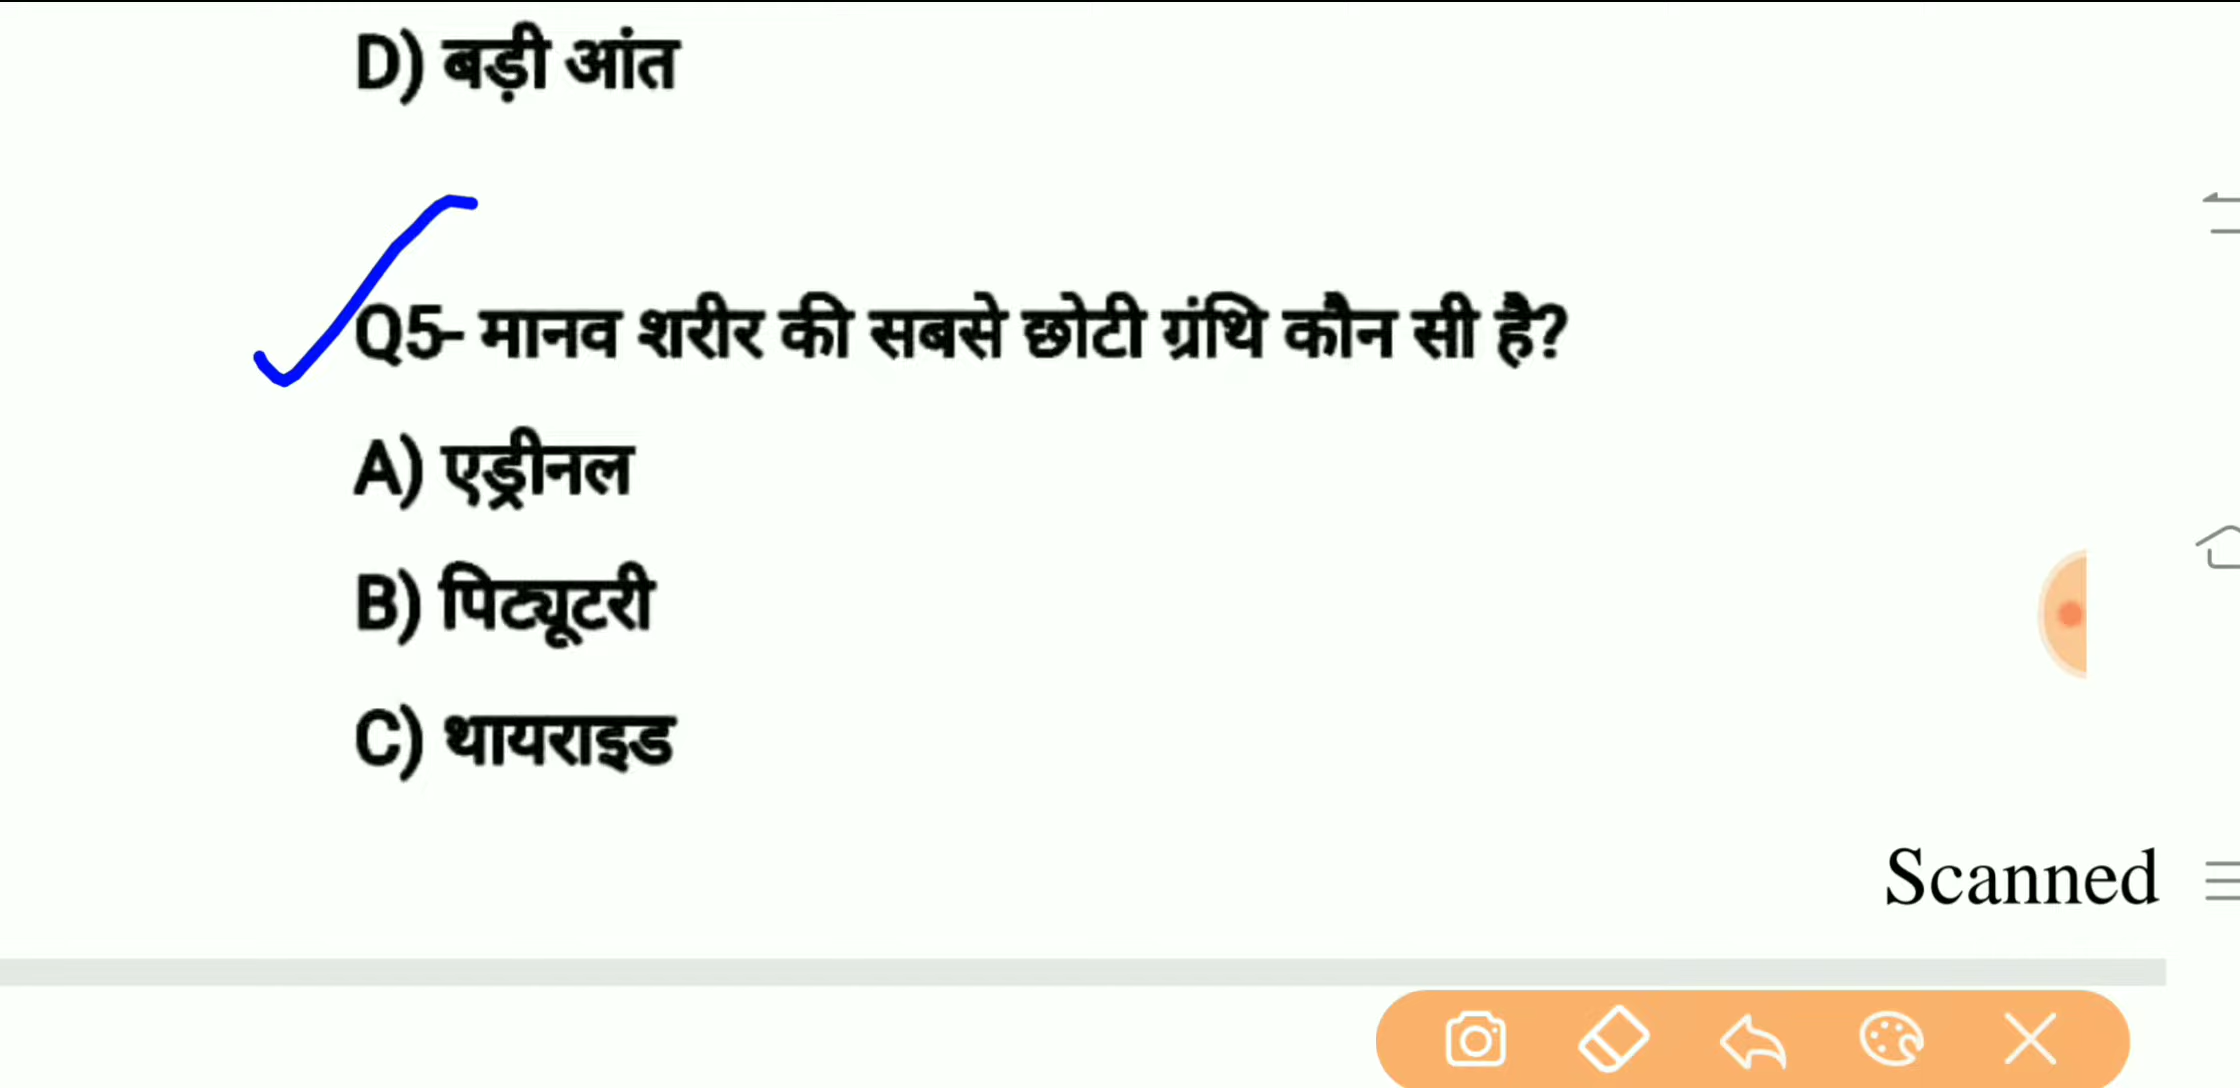 D) बड़ी आंत
Q5- मानव शरीर की सबसे छोटी ग्रंथि कौन सी है?
A) एड्रीनल
B) पिट्यूटरी
C) थायराइड
Scanned